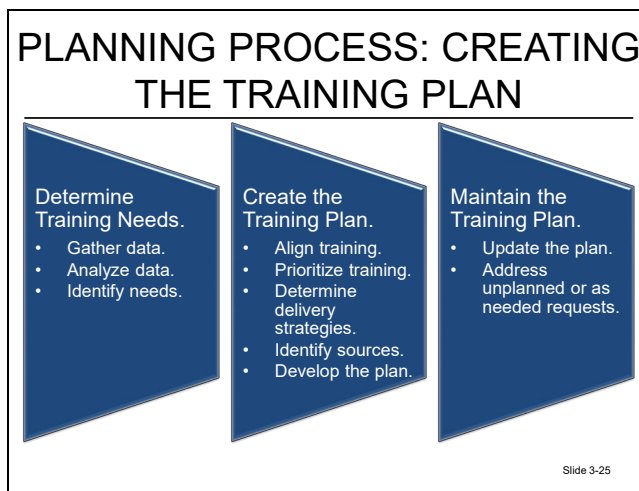 PLANNING PROCESS: CREATING
THE TRAINING PLAN
Determine
Training Needs.
• Gather data.
• Analyze data.
• Identify needs.
Create the
Training Plan.
• Align training.
• Prioritize training.
• Determine
delivery
strategies.
• Identify sources.
• Develop the plan.
Maintain the
Training Plan.
• Update the plan.
• Address
unplanned or as
needed requests.
Slide 3-25